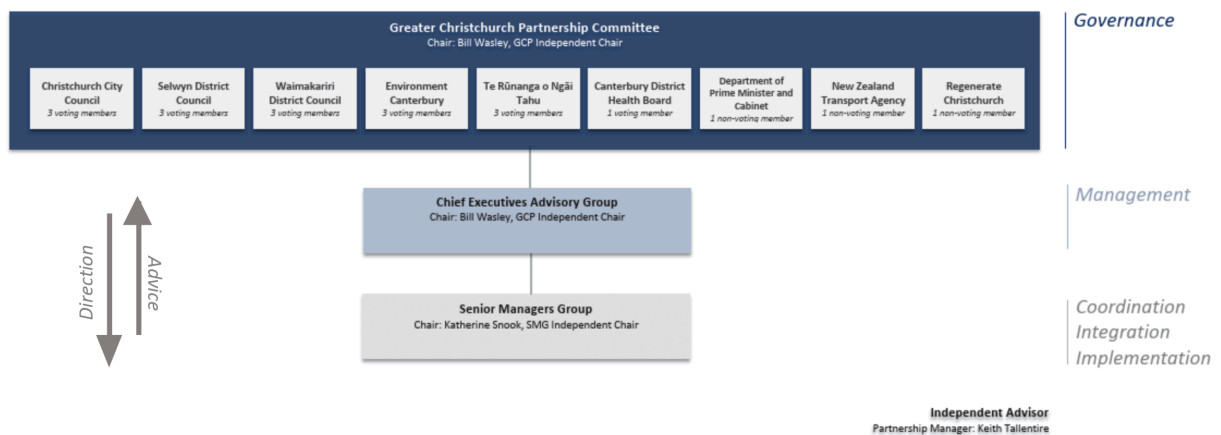 Greater Christchurch Partnership Committee
Chair: Bill Wasley, GCP Independent Chair
Governance
Christchurch City
Council
3 voting members
Selwyn District
Council
3 voting members
Waimakariri
District Council
3 voting members
Environment
Canterbury
3 voting members
Te Rūnanga o Ngāi
Tahu
3 voting members
Canterbury District
Health Board
1 voting member
Department of
Prime Minister and
Cabinet
1 non-voting member
New Zealand
Transport Agency
1 non-voting member
Regenerate
Christchurch
1 non-voting member
Chief Executives Advisory Group
Chair: Bill Wasley, GCP Independent Chair
Management
Direction
Advice
Senior Managers Group
Chair: Katherine Snook, SMG Independent Chair
Coordination
Integration
Implementation
Independent Advisor
Partnership Manager: Keith Tallentire